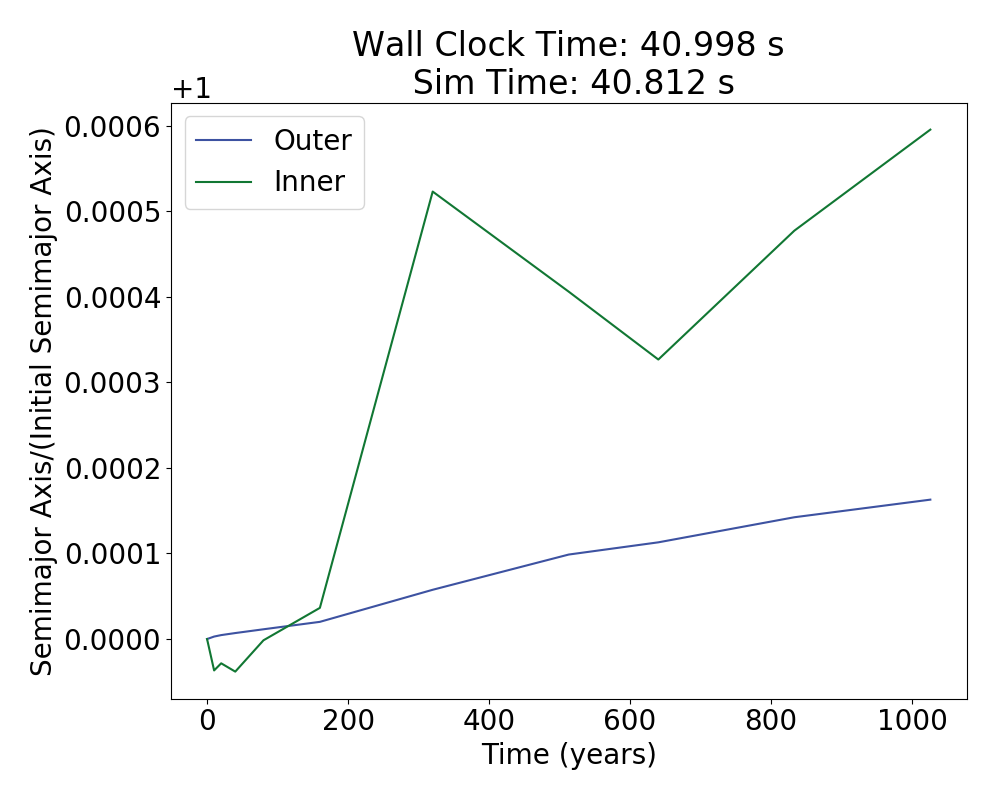 Wall Clock Time: 40.998 s
Sim Time: 40.812 s
+1
Outer
Inner
0.0006
0.0005
0.0004
0.0003
0.0002
0.0001
0.0000
Semimajor Axis/(Initial Semimajor Axis)
0 200 400 600 800 1000
Time (years)